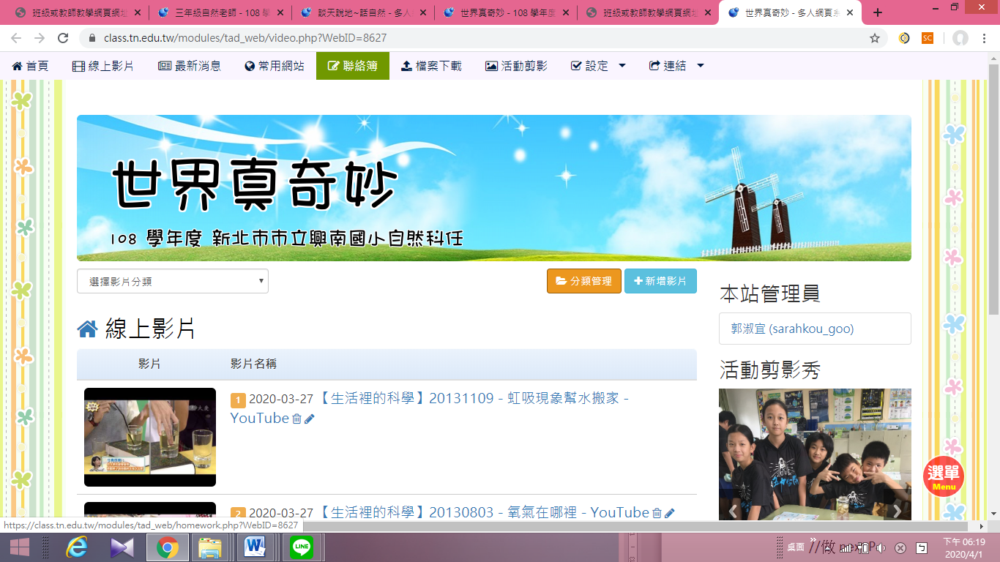 班級或教師教學網頁網址
三年級自然老師 - 108 學
談天說地~話自然 - 多人
世界真奇妙 - 108 學年度
班級或教師教學網頁網址
世界真奇妙 - 多人網頁系
class.tn.edu.tw/modules/tad_web/video.php?WebID=8627
SC
首頁 線上影片 最新消息 常用網站 聯絡簿 檔案下載 活動剪影 設定 連結
世界真奇妙
108 學年度 新北市市立興南國小自然科任
選擇影片分類
分類管理 新增影片
本站管理員
郭淑宜 (sarahkou_goo)
線上影片
影片 影片名稱
1 2020-03-27 【生活裡的科學】20131109 - 虹吸現象幫水搬家 -
YouTube
2 2020-03-27 【生活裡的科學】20130803 - 氧氣在哪裡 - YouTube
活動剪影秀
選單
Menu
https://class.tn.edu.tw/modules/tad_web/homework.php?WebID=8627
LINE
桌面
下午 06:19
2020/4/1